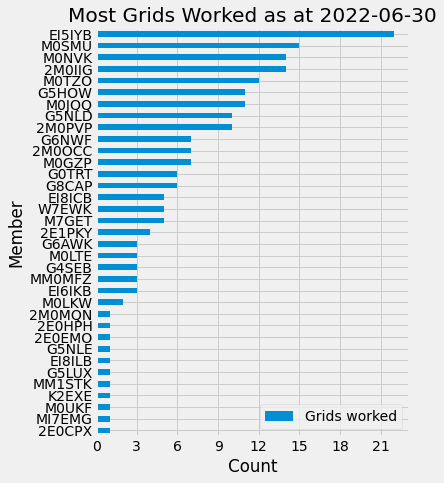 Most Grids Worked as at 2022-06-30
EI5IYB
M0SMU
M0NVK
2M0IIG
M0TZO
G5HOW
M0JQQ
G5NLD
2M0PVP
G6NWF
2M0OCC
M0GZP
G0TRT
G8CAP
EI8ICB
W7EWK
M7GET
2E1PKY
G6AWK
M0LTE
G4SEB
MM0MFZ
EI6IKB
M0LKW
2M0MQN
2E0HPH
2E0EMO
G5NLE
EI8ILB
G5LUX
MM1STK
K2EXE
M0UKF
MI7EMG
2E0CPX
Member
Grids worked
0 3 6 9 12 15 18 21
Count